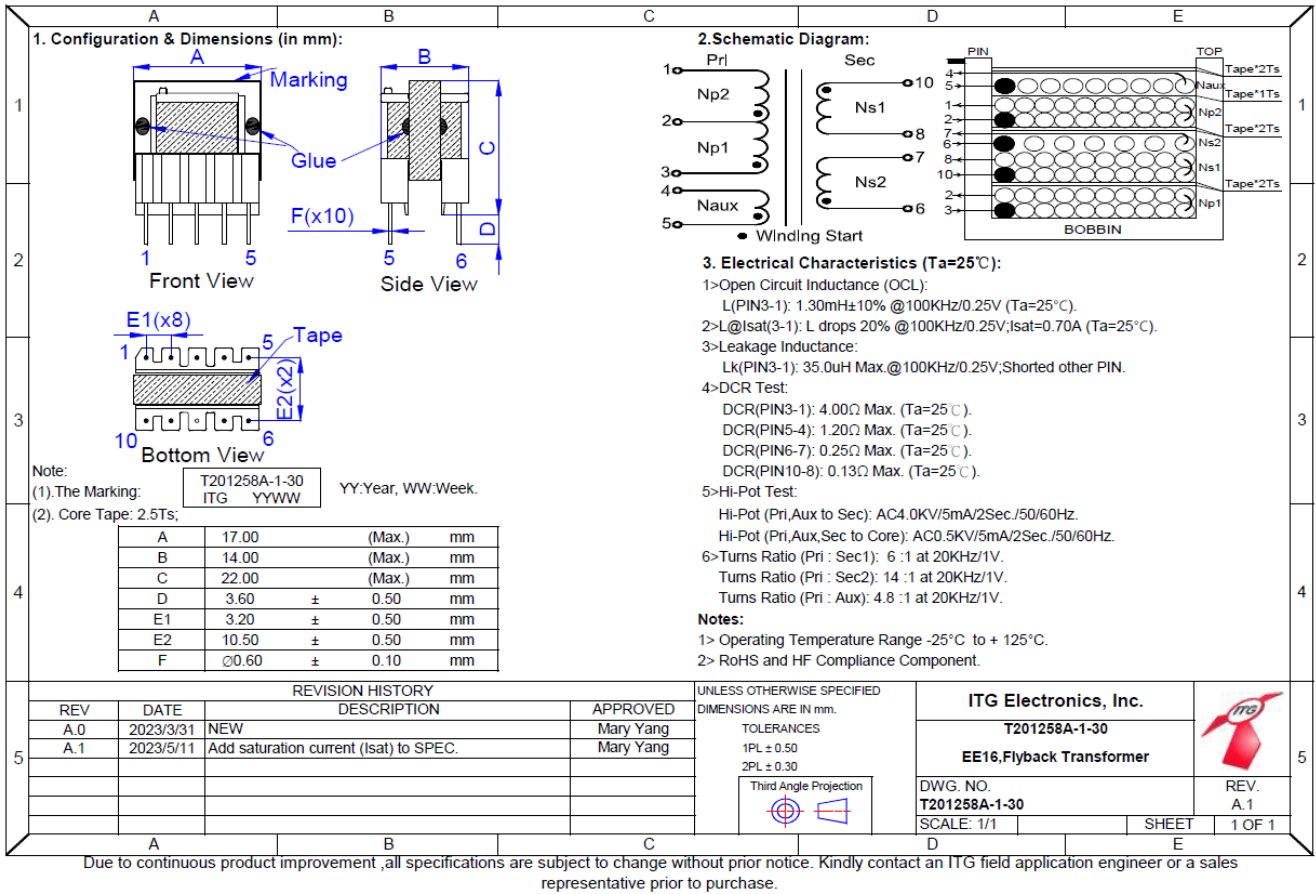 A B C D E
1. Configuration & Dimensions (in mm):
A
B
Marking
Glue
C
F(x10)
D
1 5
5 6
Front View
Side View
E1(x8)
1 5
Tape
E2(x2)
10 6
Bottom View
Note:
(1).The Marking:
T201258A-1-30
ITG YYWW
YY:Year, WW:Week.
(2). Core Tape: 2.5Ts;
A 17.00 (Max.) mm
B 14.00 (Max.) mm
C 22.00 (Max.) mm
D 3.60 ± 0.50 mm
E1 3.20 ± 0.50 mm
E2 10.50 ± 0.50 mm
F ∅0.60 ± 0.10 mm
2.Schematic Diagram:
PrI Sec
1 10
Np2 Ns1
2 8
Np1 7
3 Ns2
4
Naux
5 6
● Winding Start
PIN TOP
4 Tape*2Ts
5 Naux
Tape*1Ts
1 Np2
2
Tape*2Ts
7
6 Ns2
8
10 Ns1
Tape*2Ts
2
3 Np1
BOBBIN
3. Electrical Characteristics (Ta=25℃):
1>Open Circuit Inductance (OCL):
L(PIN3-1): 1.30mH±10% @100KHz/0.25V (Ta=25°C).
2>L@Isat(3-1): L drops 20% @100KHz/0.25V;Isat=0.70A (Ta=25°C).
3>Leakage Inductance:
Lk(PIN3-1): 35.0uH Max.@100KHz/0.25V;Shorted other PIN.
4>DCR Test:
DCR(PIN3-1): 4.00Ω Max. (Ta=25℃).
DCR(PIN5-4): 1.20Ω Max. (Ta=25℃).
DCR(PIN6-7): 0.25Ω Max. (Ta=25℃).
DCR(PIN10-8): 0.13Ω Max. (Ta=25℃).
5>Hi-Pot Test:
Hi-Pot (Pri,Aux to Sec): AC4.0KV/5mA/2Sec./50/60Hz.
Hi-Pot (Pri,Aux,Sec to Core): AC0.5KV/5mA/2Sec./50/60Hz.
6>Turns Ratio (Pri : Sec1): 6 :1 at 20KHz/1V.
Turns Ratio (Pri : Sec2): 14 :1 at 20KHz/1V.
Turns Ratio (Pri : Aux): 4.8 :1 at 20KHz/1V.
Notes:
1> Operating Temperature Range -25°C to + 125°C.
2> RoHS and HF Compliance Component.
1 1
2 2
3 3
4 4
5 5
REVISION HISTORY
REV DATE DESCRIPTION APPROVED
A.0 2023/3/31 NEW Mary Yang
A.1 2023/5/11 Add saturation current (Isat) to SPEC. Mary Yang
UNLESS OTHERWISE SPECIFIED
DIMENSIONS ARE IN mm.
TOLERANCES
1PL ± 0.50
2PL ± 0.30
Third Angle Projection
ITG Electronics, Inc.
T201258A-1-30
EE16,Flyback Transformer
ITG
DWG. NO.
T201258A-1-30
REV.
A.1
SCALE: 1/1 SHEET 1 OF 1
A B C D E
Due to continuous product improvement ,all specifications are subject to change without prior notice. Kindly contact an ITG field application engineer or a sales
representative prior to purchase.